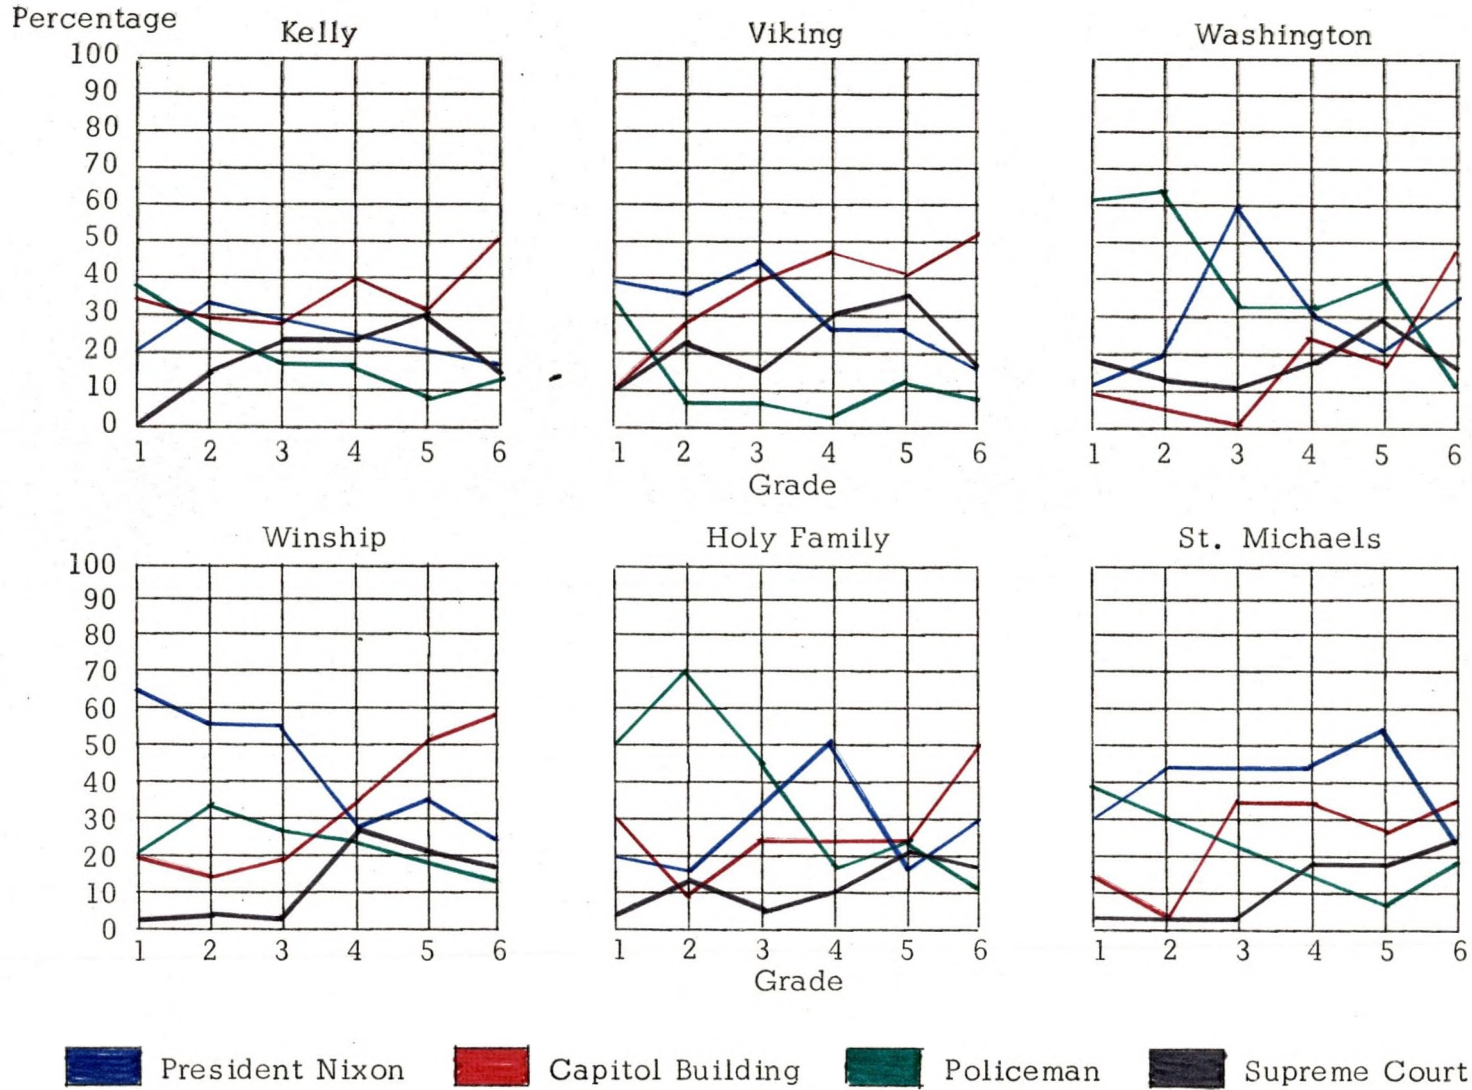 Percentage
Kelly Viking Washington
100
90
80
70
60
50
40
30
20
10
0
1 2 3 4 5 6 1 2 3 4 5 6 1 2 3 4 5 6
Grade
Winship Holy Family St. Michaels
100
90
80
70
60
50
40
30
20
10
0
1 2 3 4 5 6 1 2 3 4 5 6 1 2 3 4 5 6
Grade
President Nixon Capitol Building Policeman Supreme Court